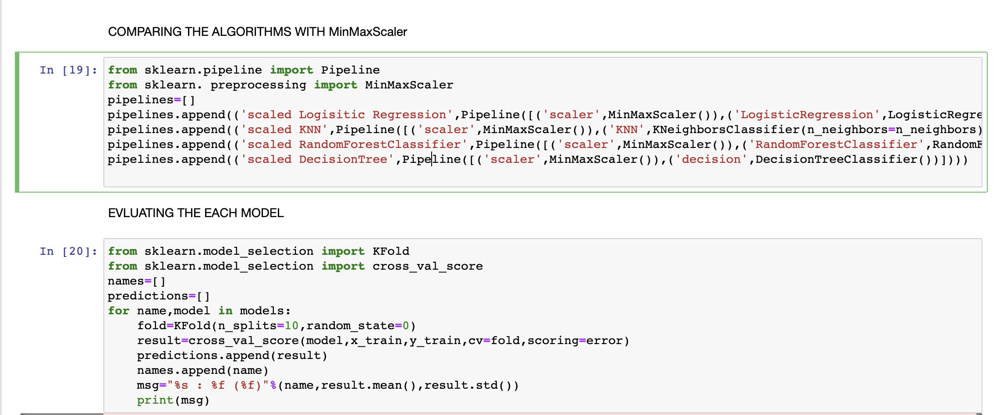 COMPARING THE ALGORITHMS WITH MinMaxScaler
In [19]:
from sklearn.pipeline import Pipeline
from sklearn. preprocessing import MinMaxScaler
pipelines=[]
pipelines.append(('scaled Logisitic Regression',Pipeline([('scaler',MinMaxScaler()),('LogisticRegression',LogisticRegre
pipelines.append(('scaled KNN',Pipeline([('scaler',MinMaxScaler()),('KNN',KNeighborsClassifier(n_neighbors=n_neighbors)
pipelines.append(('scaled RandomForestClassifier',Pipeline([('scaler',MinMaxScaler()),('RandomForestClassifier',RandomF
pipelines.append(('scaled DecisionTree',Pipeline([('scaler',MinMaxScaler()),('decision',DecisionTreeClassifier())])))
EVLUATING THE EACH MODEL
In [20]:
from sklearn.model_selection import KFold
from sklearn.model_selection import cross_val_score
names=[]
predictions=[]
for name,model in models:
    fold=KFold(n_splits=10,random_state=0)
    result=cross_val_score(model,x_train,y_train,cv=fold,scoring=error)
    predictions.append(result)
    names.append(name)
    msg="%s : %f (%f)"%(name,result.mean(),result.std())
    print(msg)